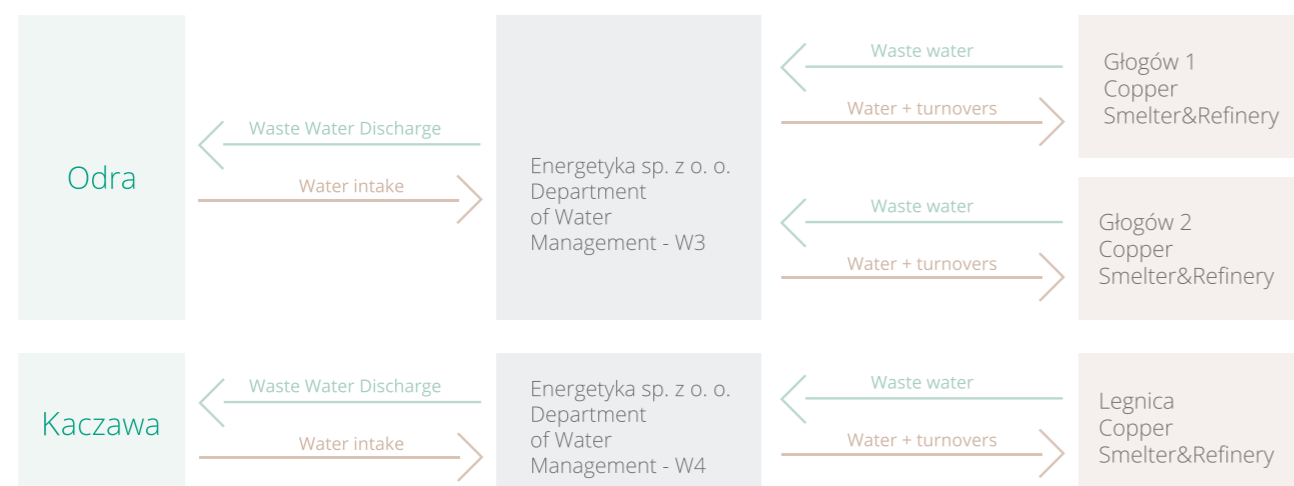 Odra
Waste Water Discharge
Water intake
Energetyka sp. z o. o.
Department
of Water
Management - W3
Waste water
Water + turnovers
Głogów 1
Copper
Smelter&Refinery
Waste water
Water + turnovers
Głogów 2
Copper
Smelter&Refinery
Kaczawa
Waste Water Discharge
Water intake
Energetyka sp. z o. o.
Department
of Water
Management - W4
Waste water
Water + turnovers
Legnica
Copper
Smelter&Refinery